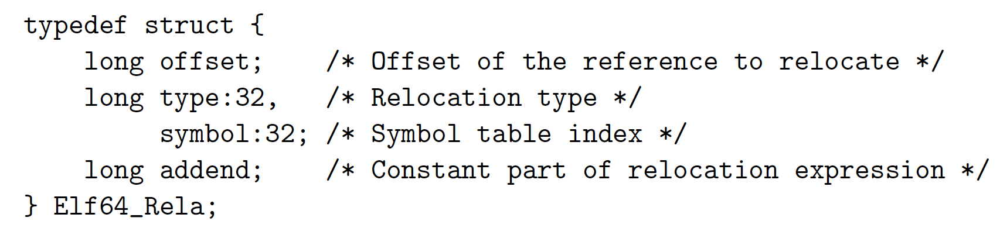 typedef struct {
    long offset;    /* Offset of the reference to relocate */
    long type:32,   /* Relocation type */
         symbol:32; /* Symbol table index */
    long addend;    /* Constant part of relocation expression */
} Elf64_Rela;